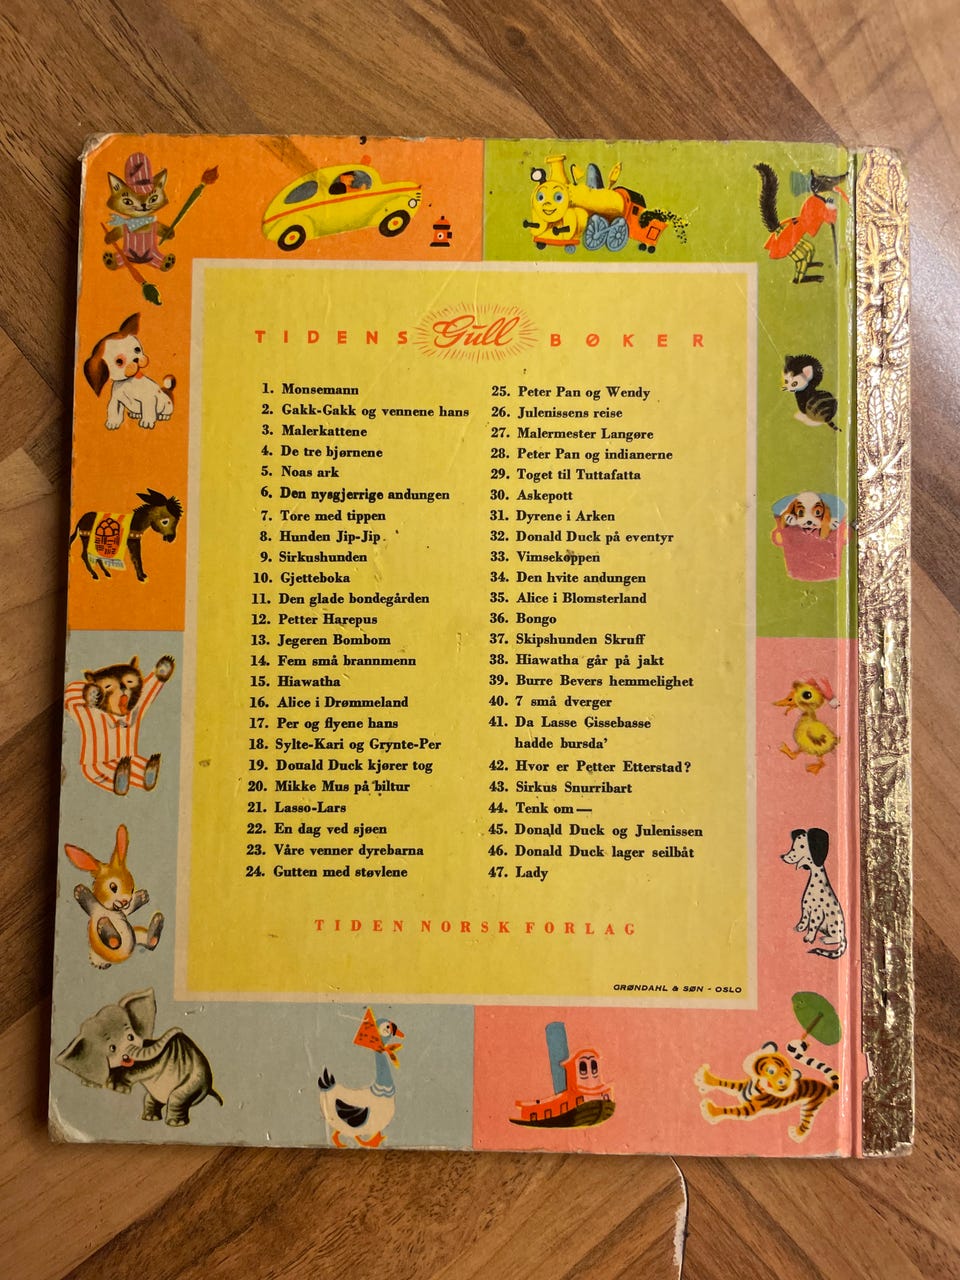 TIDENS Gull BØKER
1. Monsemann
2. Gakk-Gakk og vennene hans
3. Malerkattene
4. De tre bjørnene
5. Noas ark
6. Den nysgjerrige andungen
7. Tore med tippen
8. Hunden Jip-Jip
9. Sirkushunden
10. Gjetteboka
11. Den glade bondegården
12. Petter Harepus
13. Jegeren Bombom
14. Fem små brannmenn
15. Hiawatha
16. Alice i Drømmeland
17. Per og flyene hans
18. Sylte-Kari og Grynte-Per
19. Donald Duck kjører tog
20. Mikke Mus på biltur
21. Lasso-Lars
22. En dag ved sjøen
23. Våre venner dyrebarna
24. Gutten med støvlene
25. Peter Pan og Wendy
26. Julenissens reise
27. Malermester Langøre
28. Peter Pan og indianerne
29. Toget til Tuttafatta
30. Askepott
31. Dyrene i Arken
32. Donald Duck på eventyr
33. Vimsekoppen
34. Den hvite andungen
35. Alice i Blomsterland
36. Bongo
37. Skipshunden Skruff
38. Hiawatha går på jakt
39. Burre Bevers hemmelighet
40. 7 små dverger
41. Da Lasse Gissebasse
hadde bursda'
42. Hvor er Petter Etterstad?
43. Sirkus Snurribart
44. Tenk om—
45. Donald Duck og Julenissen
46. Donald Duck lager seilbåt
47. Lady
TIDEN NORSK FORLAG
GRØNDAHL & SØN - OSLO